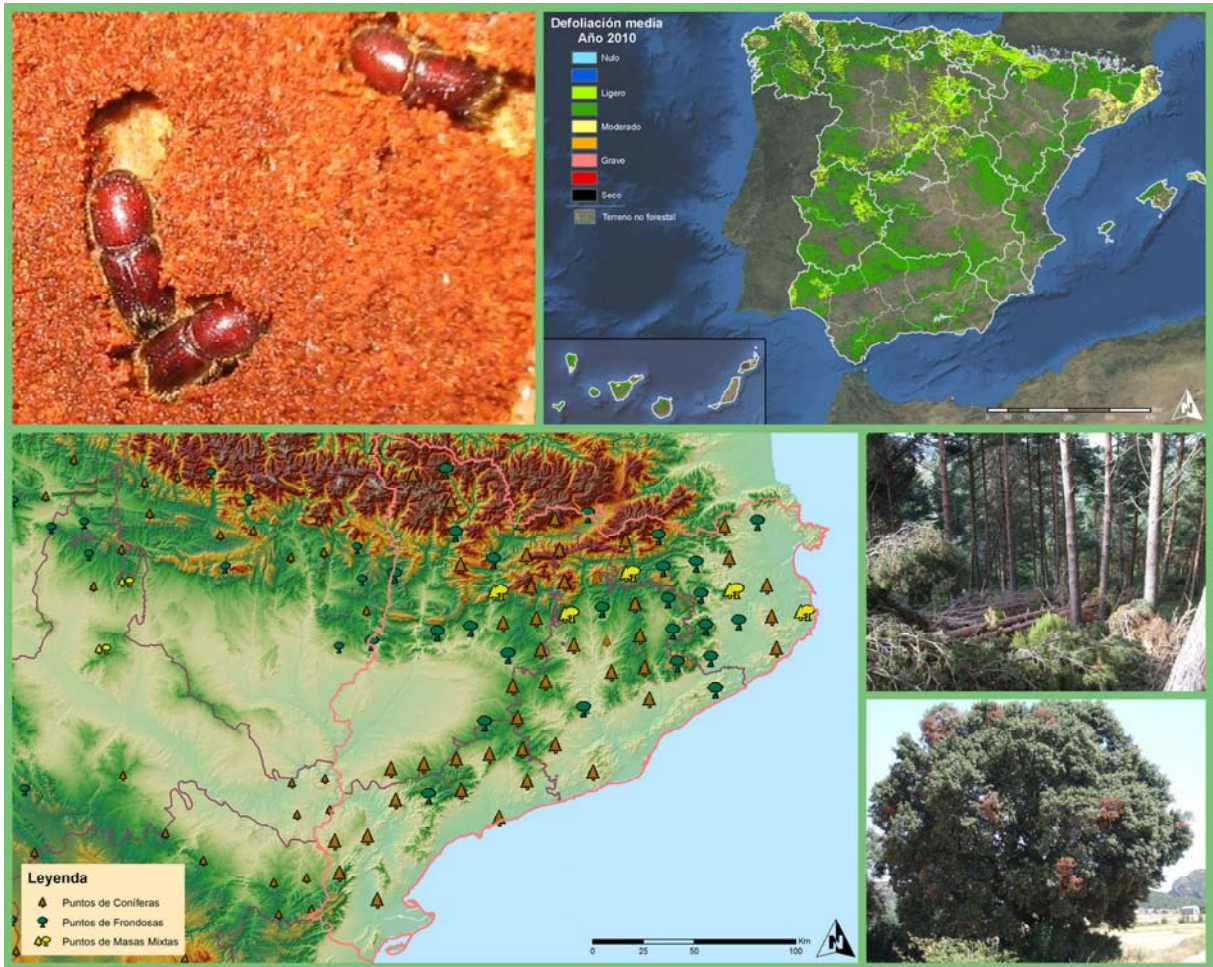 Defoliación media
Año 2010
Nulo
Ligero
Moderado
Grave
Seco
Terreno no forestal
N
Leyenda
Puntos de Coníferas
Puntos de Frondosas
Puntos de Masas Mixtas
0 25 50 100 Km
N